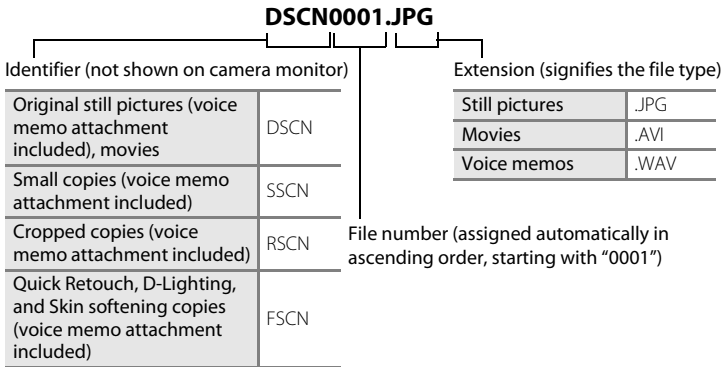 DSCN0001.JPG
Identifier (not shown on camera monitor)
Original still pictures (voice
memo attachment
included), movies
DSCN
Small copies (voice memo
attachment included)
SSCN
Cropped copies (voice
memo attachment included)
RSCN
Quick Retouch, D-Lighting,
and Skin softening copies
(voice memo attachment
included)
FSCN
Extension (signifies the file type)
Still pictures .JPG
Movies .AVI
Voice memos .WAV
File number (assigned automatically in
ascending order, starting with “0001”)